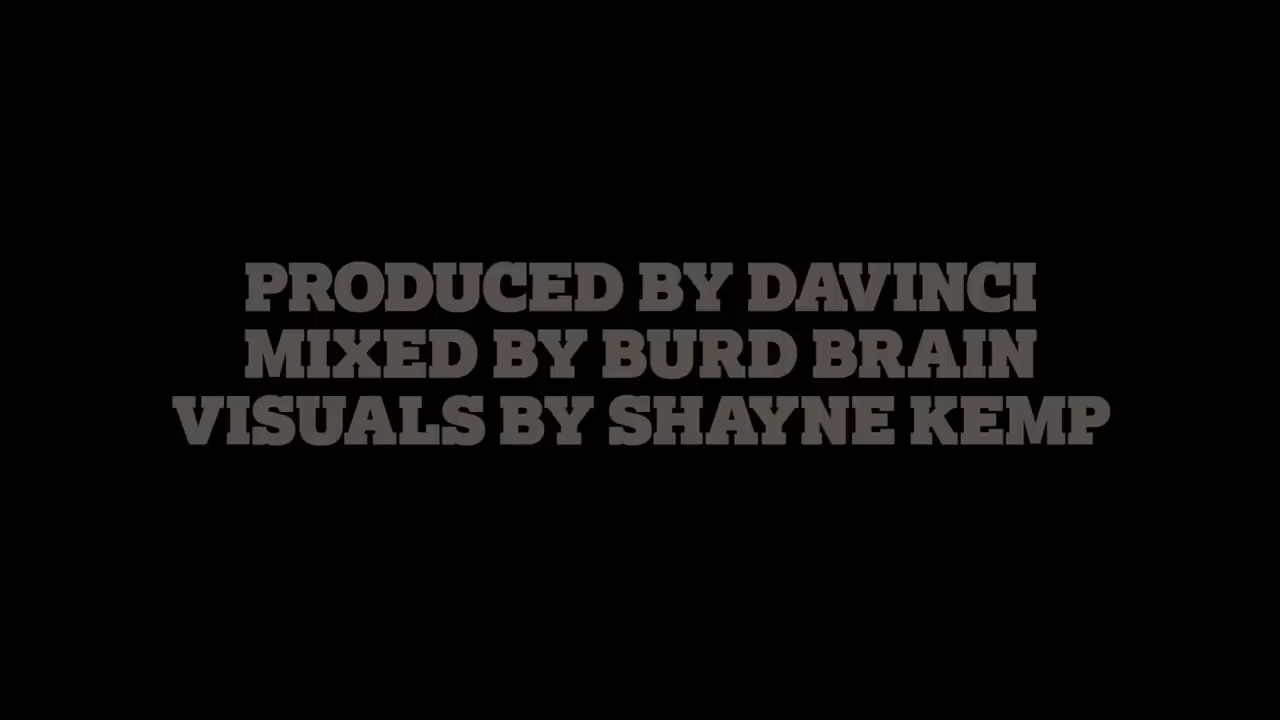 PRODUCED BY DAVINCI
MIXED BY BURD BRAIN
VISUALS BY SHAYNE KEMP